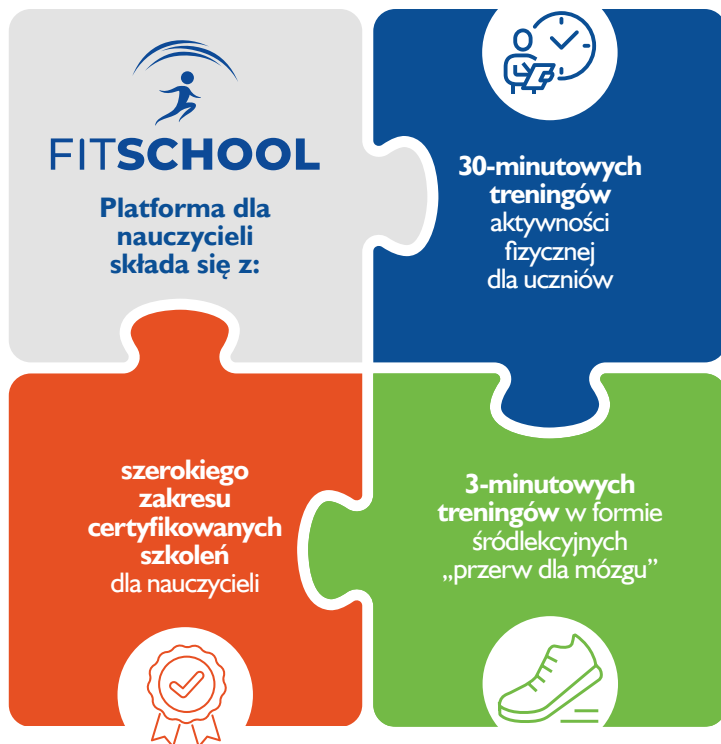 FITSCHOOL
Platforma dla
nauczycieli
składa się z:
30-minutowych
treningów
aktywności
fizycznej
dla uczniów
szerokiego
zakresu
certyfikowanych
szkoleń
dla nauczycieli
3-minutowych
treningów w formie
śródlekcyjnych
„przerw dla mózgu”